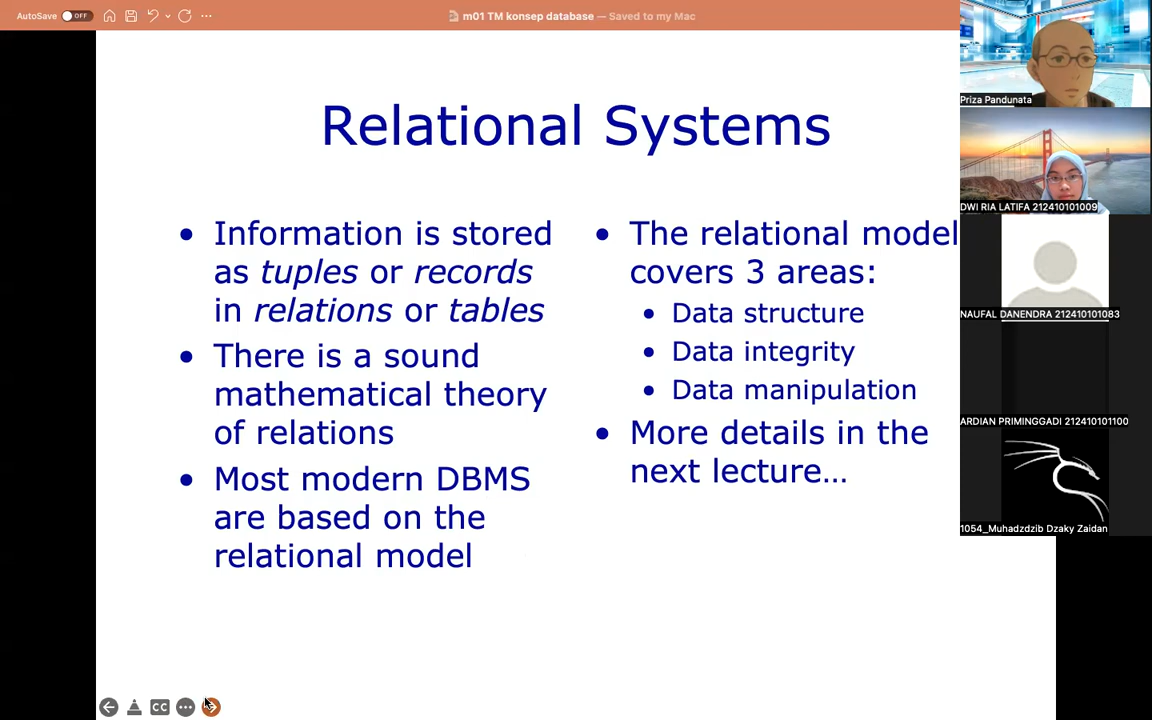 AutoSave OFF
m01 TM konsep database — Saved to my Mac
Relational Systems
• Information is stored
as tuples or records
in relations or tables
• There is a sound
mathematical theory
of relations
• Most modern DBMS
are based on the
relational model
• The relational model
covers 3 areas:
• Data structure
• Data integrity
• Data manipulation
• More details in the
next lecture...
Priza Pandunata
DWI RIA LATIFA 212410101009
NAUFAL DANENDRA 212410101083
ARDIAN PRIMINGGADI 212410101100
1054_Muhadzdzib Dzaky Zaidan
CC